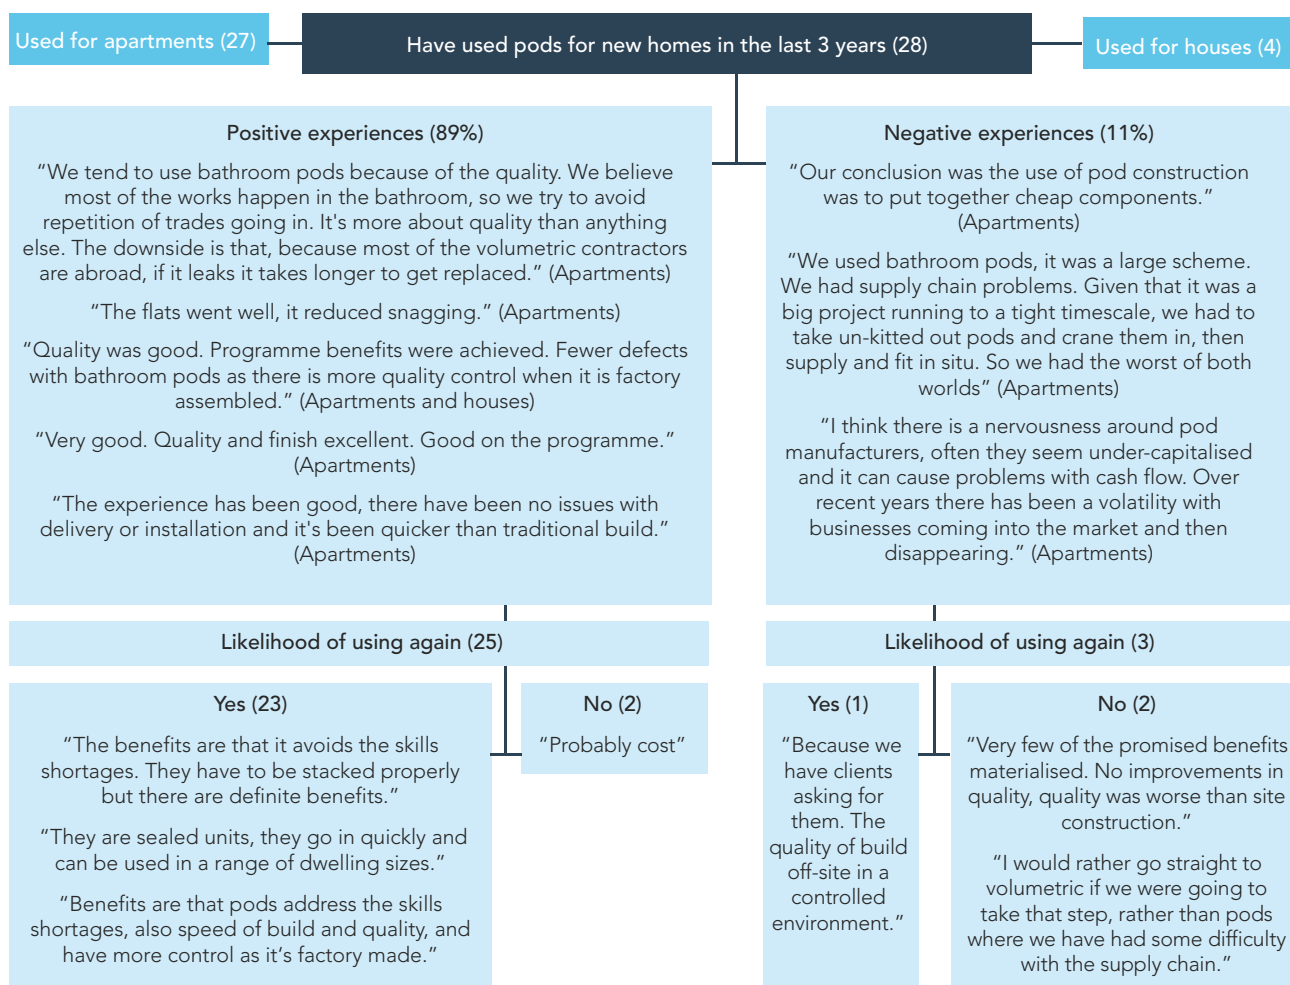 Used for apartments (27)
Have used pods for new homes in the last 3 years (28)
Used for houses (4)
Positive experiences (89%)
“We tend to use bathroom pods because of the quality. We believe
most of the works happen in the bathroom, so we try to avoid
repetition of trades going in. It's more about quality than anything
else. The downside is that, because most of the volumetric contractors
are abroad, if it leaks it takes longer to get replaced.” (Apartments)
“The flats went well, it reduced snagging.” (Apartments)
“Quality was good. Programme benefits were achieved. Fewer defects
with bathroom pods as there is more quality control when it is factory
assembled.” (Apartments and houses)
“Very good. Quality and finish excellent. Good on the programme.”
(Apartments)
“The experience has been good, there have been no issues with
delivery or installation and it's been quicker than traditional build.”
(Apartments)
Negative experiences (11%)
“Our conclusion was the use of pod construction
was to put together cheap components.”
(Apartments)
“We used bathroom pods, it was a large scheme.
We had supply chain problems. Given that it was a
big project running to a tight timescale, we had to
take un-kitted out pods and crane them in, then
supply and fit in situ. So we had the worst of both
worlds” (Apartments)
“I think there is a nervousness around pod
manufacturers, often they seem under-capitalised
and it can cause problems with cash flow. Over
recent years there has been a volatility with
businesses coming into the market and then
disappearing.” (Apartments)
Likelihood of using again (25)
Yes (23)
“The benefits are that it avoids the skills
shortages. They have to be stacked properly
but there are definite benefits.”
“They are sealed units, they go in quickly and
can be used in a range of dwelling sizes.”
“Benefits are that pods address the skills
shortages, also speed of build and quality, and
have more control as it’s factory made.”
No (2)
“Probably cost”
Likelihood of using again (3)
Yes (1)
“Because we
have clients
asking for
them. The
quality of build
off-site in a
controlled
environment.”
No (2)
“Very few of the promised benefits
materialised. No improvements in
quality, quality was worse than site
construction.”
“I would rather go straight to
volumetric if we were going to
take that step, rather than pods
where we have had some difficulty
with the supply chain.”